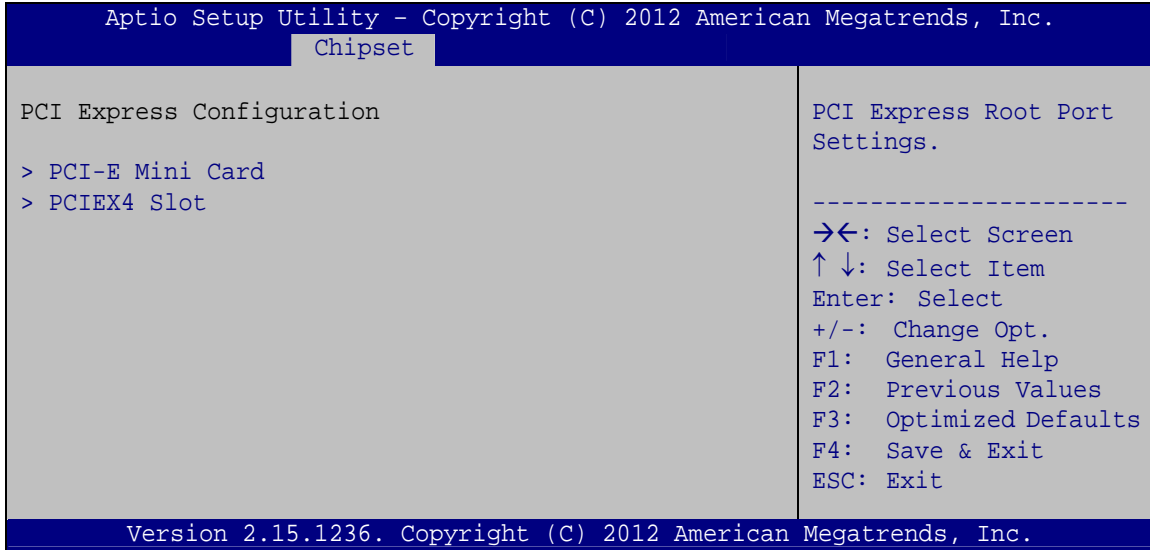 Aptio Setup Utility – Copyright (C) 2012 American Megatrends, Inc.
Chipset
PCI Express Configuration
> PCI-E Mini Card
> PCIEX4 Slot
PCI Express Root Port
Settings.
----------------------
→←: Select Screen
↑ ↓: Select Item
Enter: Select
+/-: Change Opt.
F1: General Help
F2: Previous Values
F3: Optimized Defaults
F4: Save & Exit
ESC: Exit
Version 2.15.1236. Copyright (C) 2012 American Megatrends, Inc.